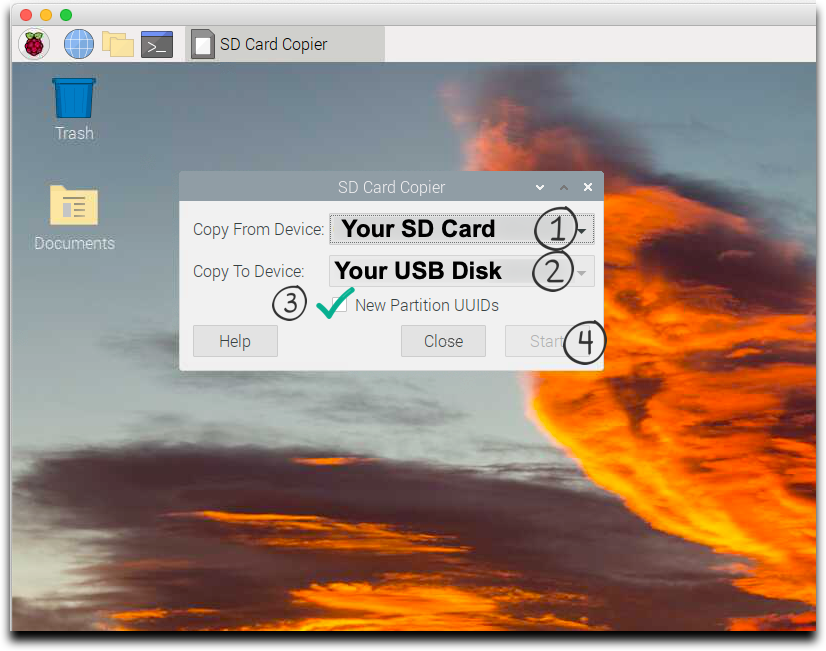 SD Card Copier
Trash
Documents
SD Card Copier
Copy From Device: Your SD Card 1
Copy To Device: Your USB Disk 2
3 New Partition UUIDs
Help Close Start 4